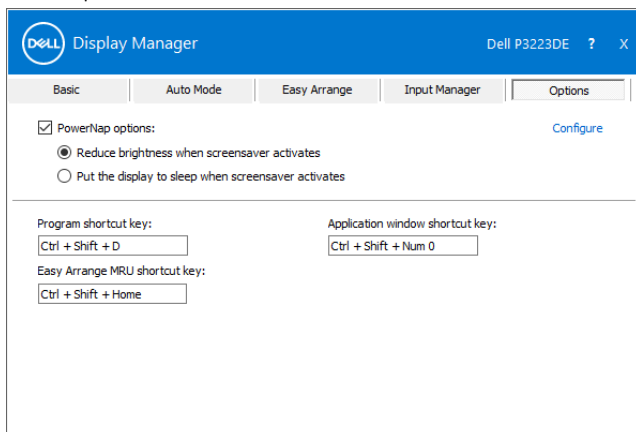 DELL Display Manager Dell P3223DE ? X
Basic Auto Mode Easy Arrange Input Manager Options
PowerNap options: Configure
Reduce brightness when screensaver activates
Put the display to sleep when screensaver activates
Program shortcut key: Application window shortcut key:
Ctrl + Shift + D Ctrl + Shift + Num 0
Easy Arrange MRU shortcut key:
Ctrl + Shift + Home